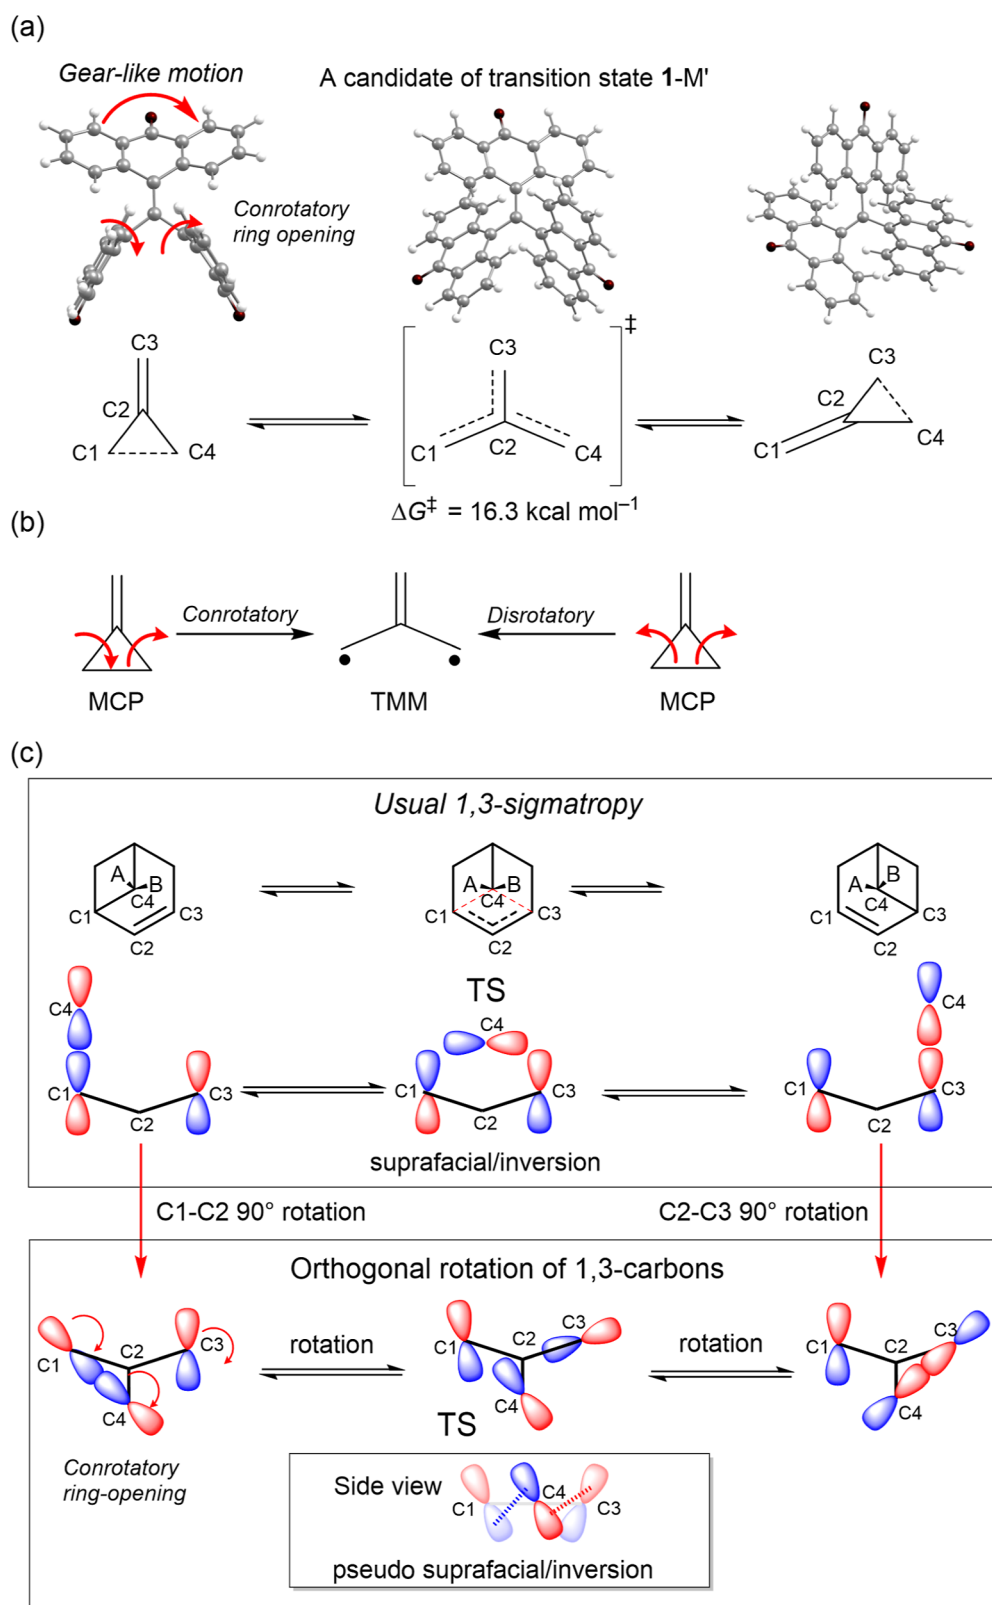 (a)
Gear-like motion
A candidate of transition state 1-M'
Conrotatory
ring opening
‡
C3
C2
C1
C4
C3
C1
C2
C4
C3
C2
C1
C4
ΔG‡ = 16.3 kcal mol–1
(b)
Conrotatory
Disrotatory
MCP
TMM
MCP
(c)
Usual 1,3-sigmatropy
A
B
C4
C1
C3
C2
A
B
C4
C1
C3
C2
A
B
C4
C1
C3
C2
TS
C4
C1
C3
C2
C4
C1
C3
C2
C4
C1
C3
C2
suprafacial/inversion
C1-C2 90° rotation
C2-C3 90° rotation
Orthogonal rotation of 1,3-carbons
C1
C2
C3
C4
rotation
C1
C2
C3
C4
rotation
C1
C2
C3
C4
TS
Conrotatory
ring-opening
Side view
C1
C4
C3
pseudo suprafacial/inversion